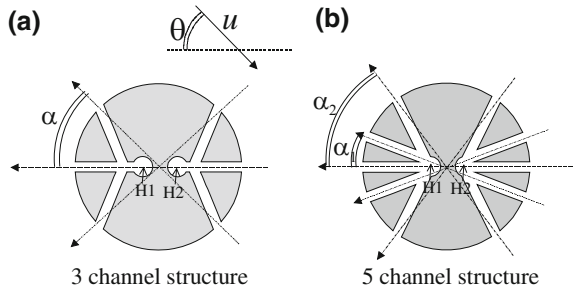 (a)
θ
u
(b)
α
α₂
α
H1
H2
H1
H2
3 channel structure
5 channel structure